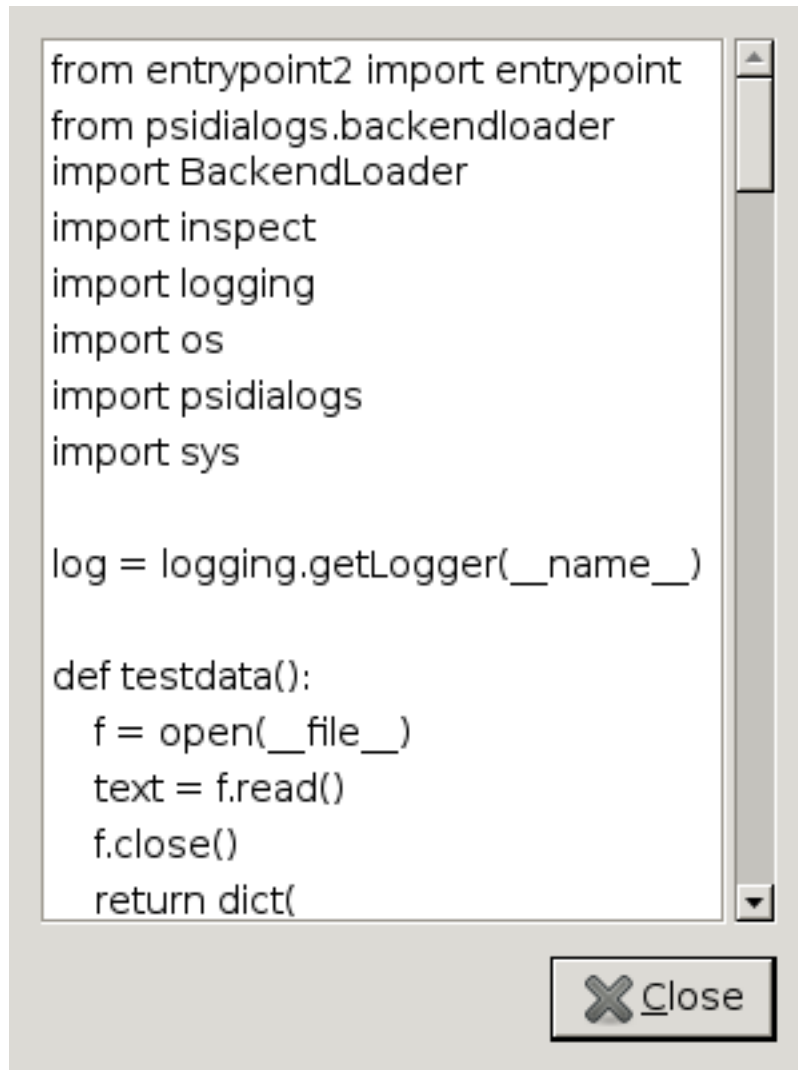 from entrypoint2 import entrypoint
from psidialogs.backendloader
import BackendLoader
import inspect
import logging
import os
import psidialogs
import sys

log = logging.getLogger(__name__)

def testdata():
    f = open(__file__)
    text = f.read()
    f.close()
    return dict(
Close